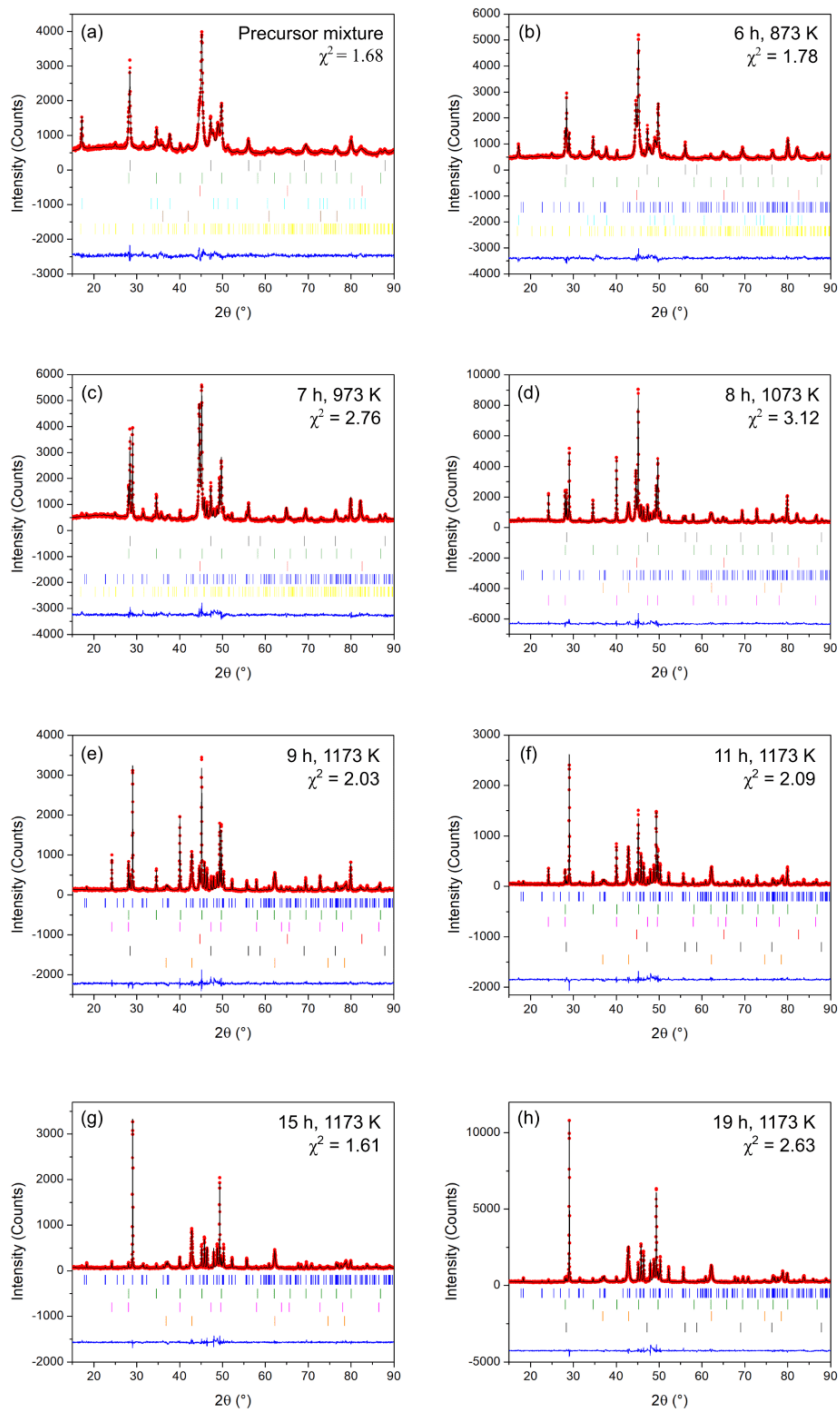 (a)
Precursor mixture
χ² = 1.68
4000
3000
2000
1000
0
-1000
-2000
-3000
Intensity (Counts)
20 30 40 50 60 70 80 90
2θ (°)
(b)
6 h, 873 K
χ² = 1.78
6000
5000
4000
3000
2000
1000
0
-1000
-2000
-3000
-4000
Intensity (Counts)
20 30 40 50 60 70 80 90
2θ (°)
(c)
7 h, 973 K
χ² = 2.76
6000
5000
4000
3000
2000
1000
0
-1000
-2000
-3000
-4000
Intensity (Counts)
20 30 40 50 60 70 80 90
2θ (°)
(d)
8 h, 1073 K
χ² = 3.12
10000
8000
6000
4000
2000
0
-2000
-4000
-6000
Intensity (Counts)
20 30 40 50 60 70 80 90
2θ (°)
(e)
9 h, 1173 K
χ² = 2.03
4000
3000
2000
1000
0
-1000
-2000
Intensity (Counts)
20 30 40 50 60 70 80 90
2θ (°)
(f)
11 h, 1173 K
χ² = 2.09
3000
2000
1000
0
-1000
-2000
Intensity (Counts)
20 30 40 50 60 70 80 90
2θ (°)
(g)
15 h, 1173 K
χ² = 1.61
3000
2000
1000
0
-1000
-2000
Intensity (Counts)
20 30 40 50 60 70 80 90
2θ (°)
(h)
19 h, 1173 K
χ² = 2.63
10000
5000
0
-5000
Intensity (Counts)
20 30 40 50 60 70 80 90
2θ (°)